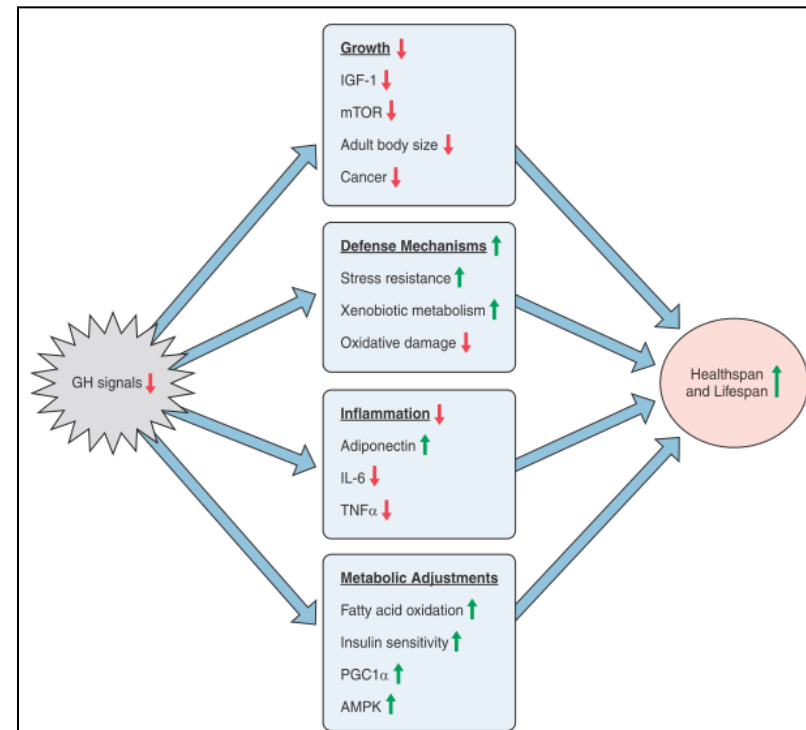 Growth ↓
IGF-1 ↓
mTOR ↓
Adult body size ↓
Cancer ↓
Defense Mechanisms ↑
Stress resistance ↑
Xenobiotic metabolism ↑
Oxidative damage ↓
GH signals ↓
Healthspan
and Lifespan ↑
Inflammation ↓
Adiponectin ↑
IL-6 ↓
TNFα ↓
Metabolic Adjustments
Fatty acid oxidation ↑
Insulin sensitivity ↑
PGC1α ↑
AMPK ↑